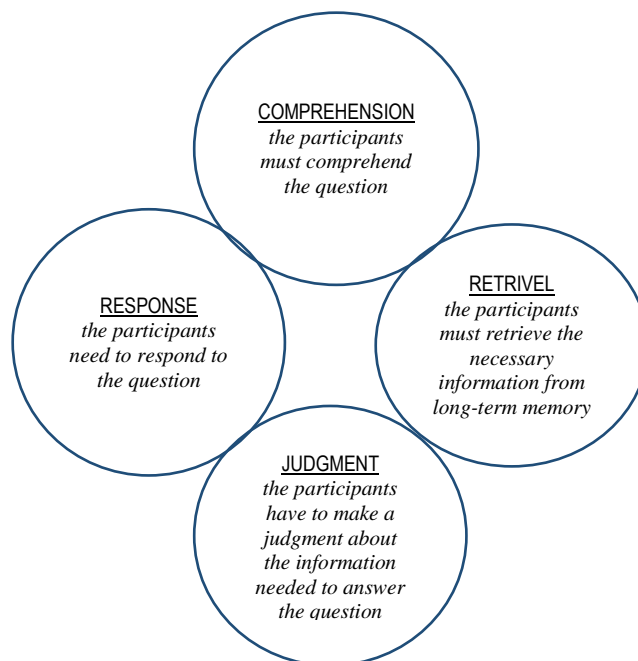 COMPREHENSION
the participants
must comprehend
the question
RETRIVEL
the participants
must retrieve the
necessary
information from
long-term memory
JUDGMENT
the participants
have to make a
judgment about
the information
needed to answer
the question
RESPONSE
the participants
need to respond to
the question